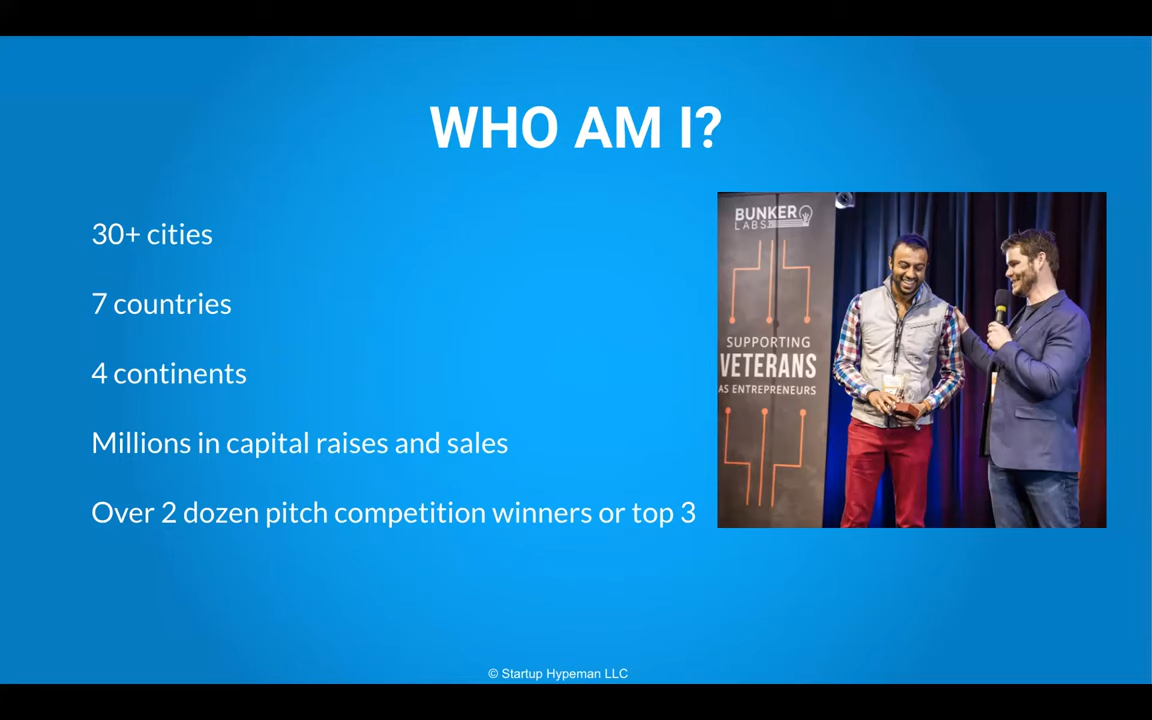 WHO AM I?
30+ cities
7 countries
4 continents
Millions in capital raises and sales
Over 2 dozen pitch competition winners or top 3
BUNKER
LABS
SUPPORTING
VETERANS
AS ENTREPRENEURS
© Startup Hypeman LLC